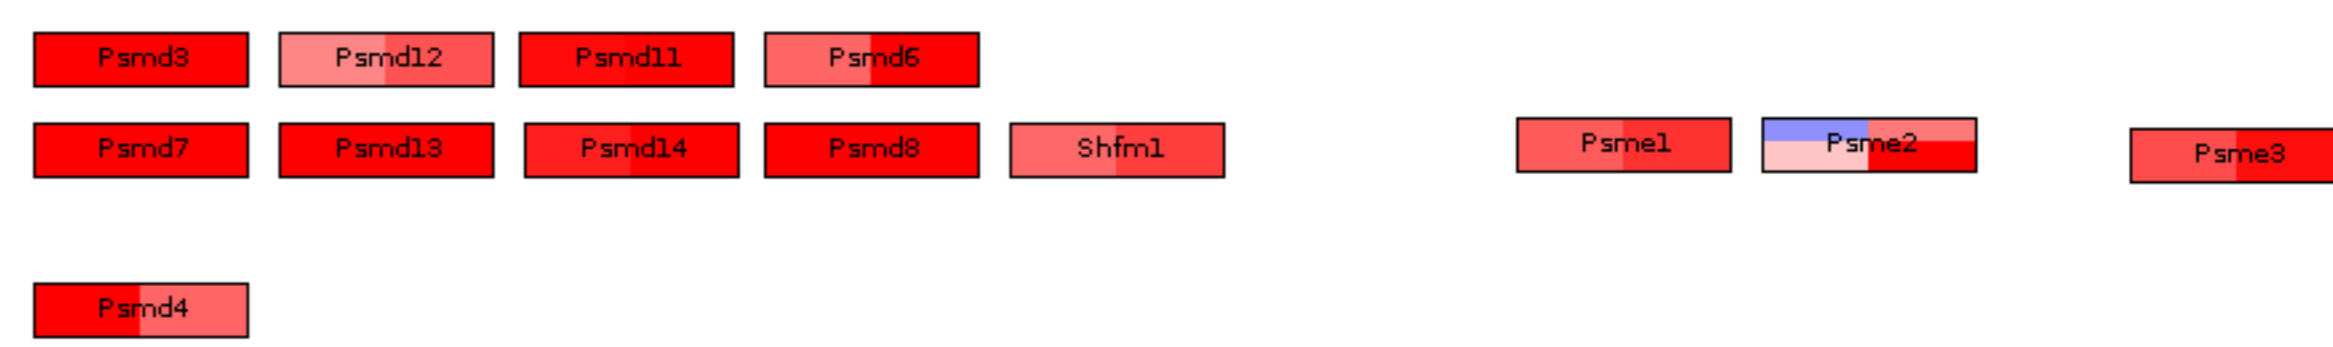 Psmd3 Psmd12 Psmd11 Psmd6
Psmd7 Psmd13 Psmd14 Psmd8 Shfm1 Psme1 Psme2 Psme3
Psmd4